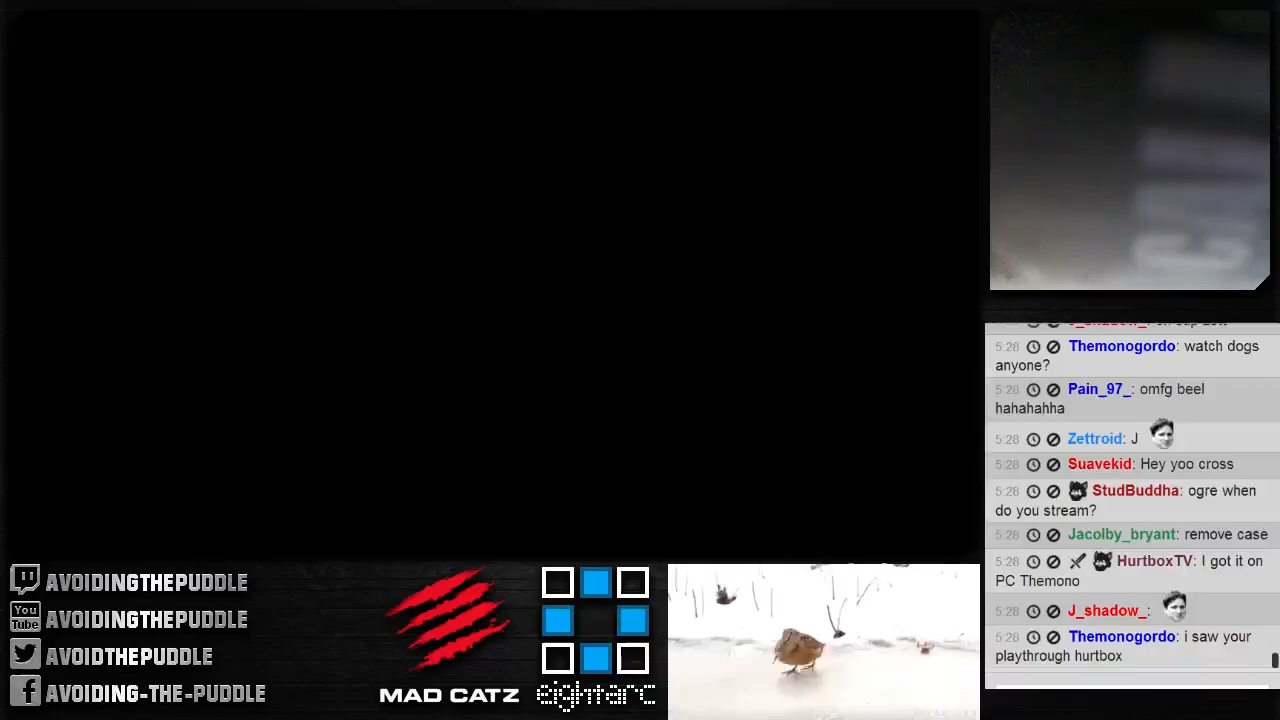 5:28 Themonogordo: watch dogs
anyone?
5:28 Pain_97_: omfg beel
hahahahha
5:28 Zettroid: J
5:28 Suavekid: Hey yoo cross
5:28 StudBuddha: ogre when
do you stream?
5:28 Jacolby_bryant: remove case
5:28 HurtboxTV: I got it on
PC Themono
5:28 J_shadow_:
5:28 Themonogordo: i saw your
playthrough hurtbox
AVOIDINGTHEPUDDLE
You
Tube
AVOIDINGTHEPUDDLE
AVOIDTHEPUDDLE
f AVOIDING-THE-PUDDLE
MAD CATZ
eightarc